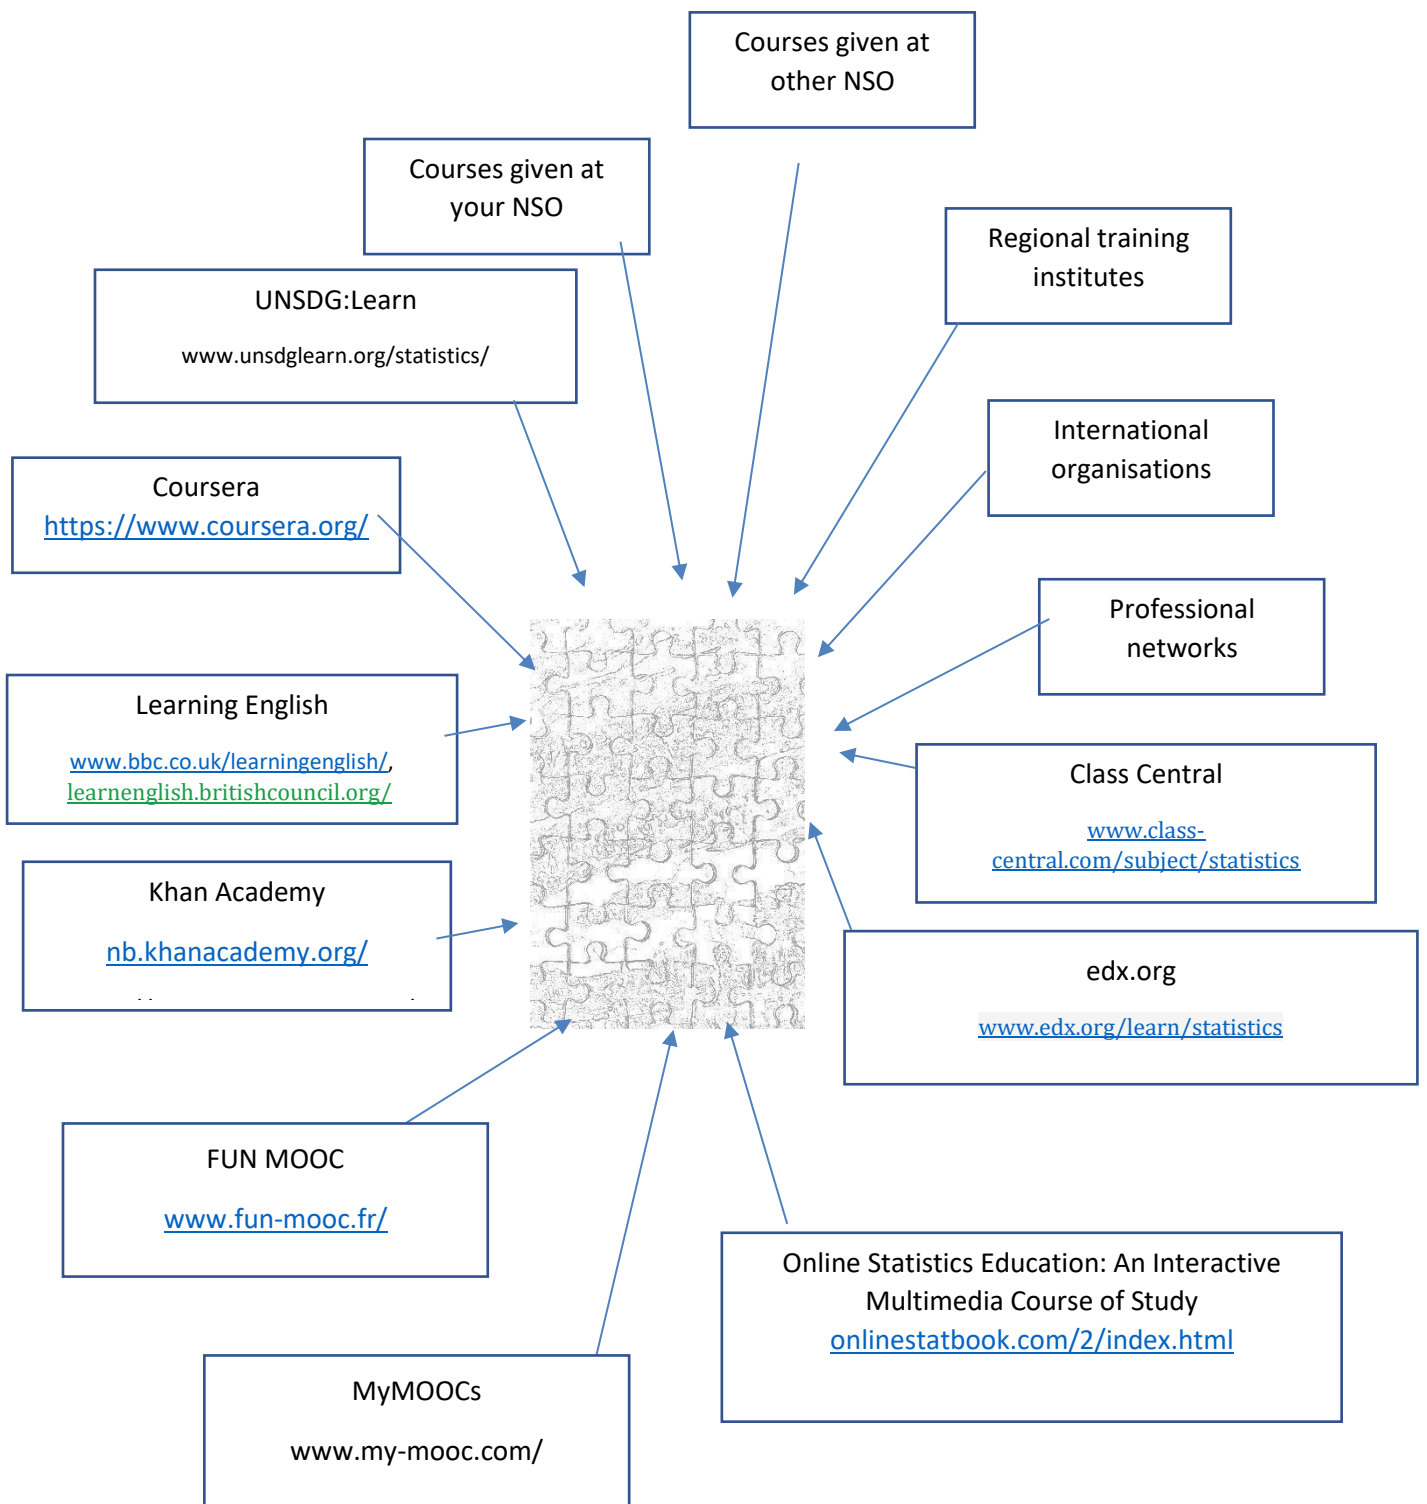 Courses given at
other NSO
Courses given at
your NSO
Regional training
institutes
UNSDG:Learn
www.unsdglearn.org/statistics/
International
organisations
Coursera
https://www.coursera.org/
Professional
networks
Learning English
www.bbc.co.uk/learningenglish/,
learnenglish.britishcouncil.org/
Class Central
www.class-
central.com/subject/statistics
Khan Academy
nb.khanacademy.org/
edx.org
www.edx.org/learn/statistics
FUN MOOC
www.fun-mooc.fr/
Online Statistics Education: An Interactive
Multimedia Course of Study
onlinestatbook.com/2/index.html
MyMOOCs
www.my-mooc.com/